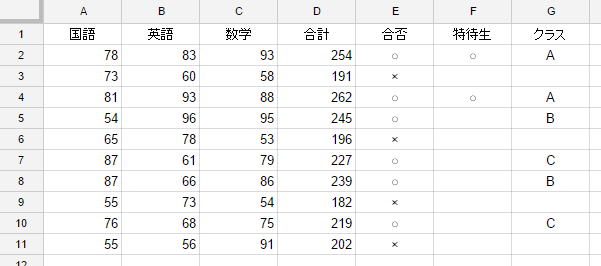 A B C D E F G
1 国語 英語 数学 合計 合否 特待生 クラス
2 78 83 93 254 ○ ○ A
3 73 60 58 191 ×
4 81 93 88 262 ○ ○ A
5 54 96 95 245 ○ B
6 65 78 53 196 ×
7 87 61 79 227 ○ C
8 87 66 86 239 ○ B
9 55 73 54 182 ×
10 76 68 75 219 ○ C
11 55 56 91 202 ×
12